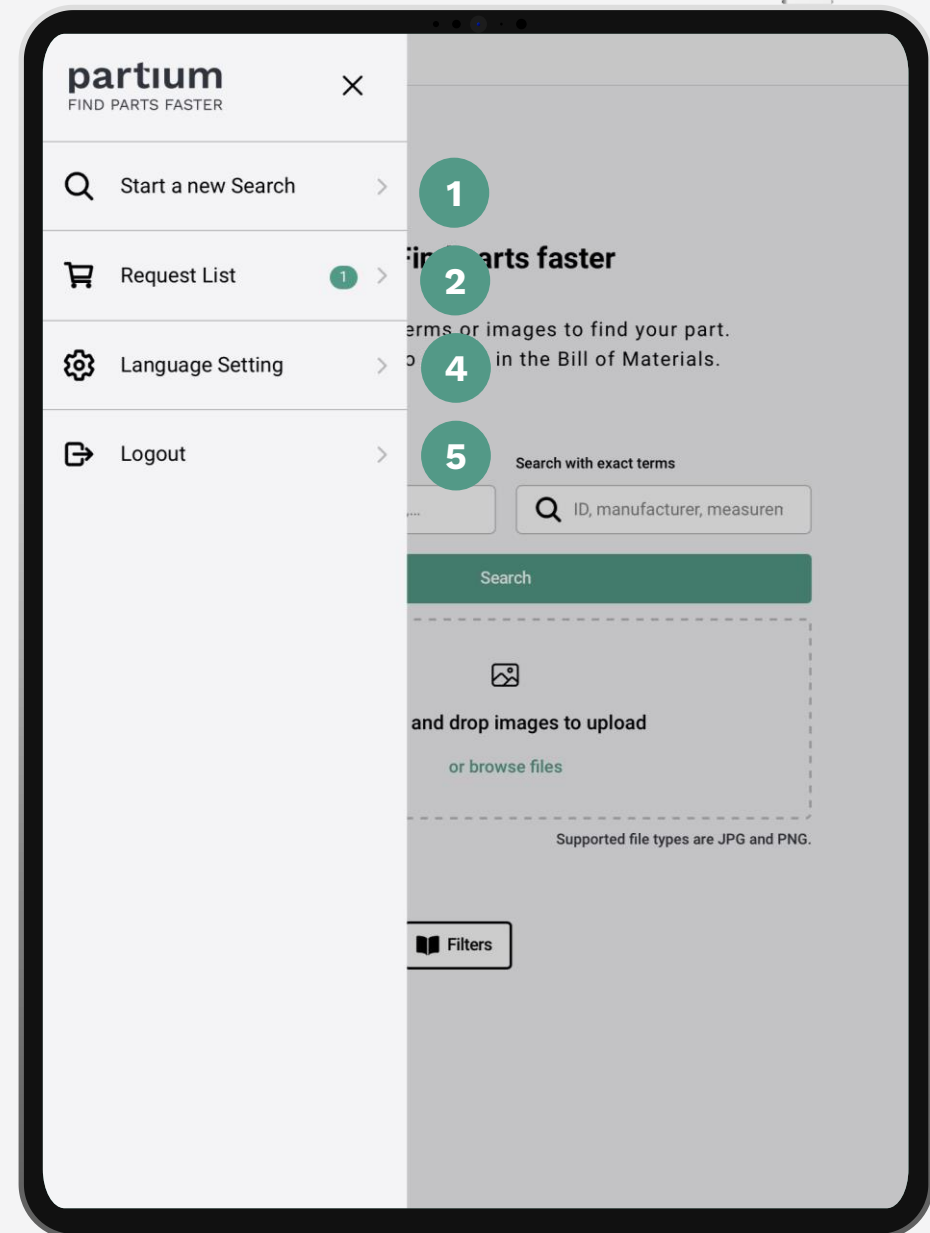 partium
FIND PARTS FASTER
Start a new Search
1
Request List
1
2
Language Setting
4
Logout
5
arts faster
or images to find your part.
in the Bill of Materials.
Search with exact terms
,...
ID, manufacturer, measuren
Search
and drop images to upload
or browse files
Supported file types are JPG and PNG.
Filters